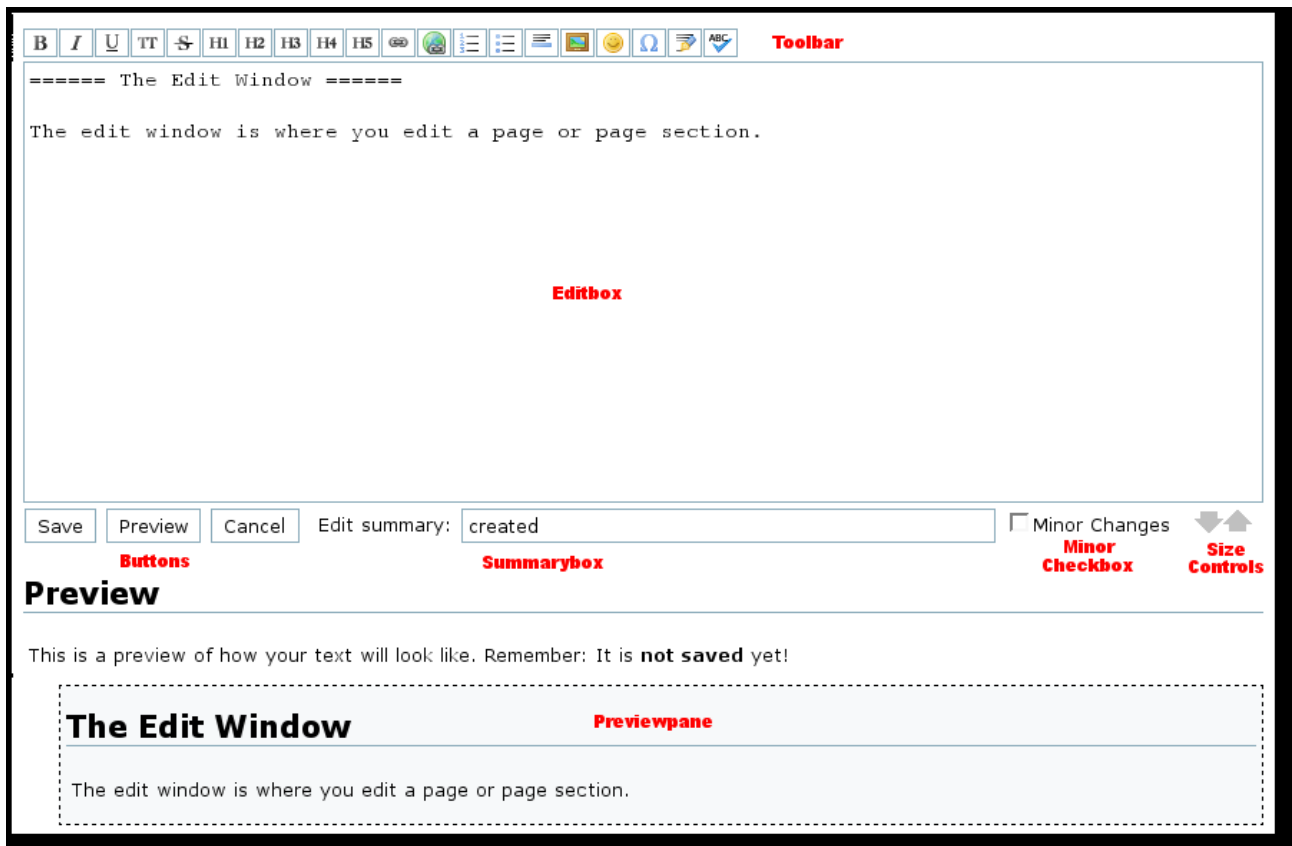 B I U TT S H1 H2 H3 H4 H5 Ω ABC Toolbar
====== The Edit Window ======
The edit window is where you edit a page or page section.
Editbox
Save Preview Cancel Edit summary: created Minor Changes
Buttons Summarybox Minor Checkbox Size Controls
Preview
This is a preview of how your text will look like. Remember: It is not saved yet!
The Edit Window Previewpane
The edit window is where you edit a page or page section.